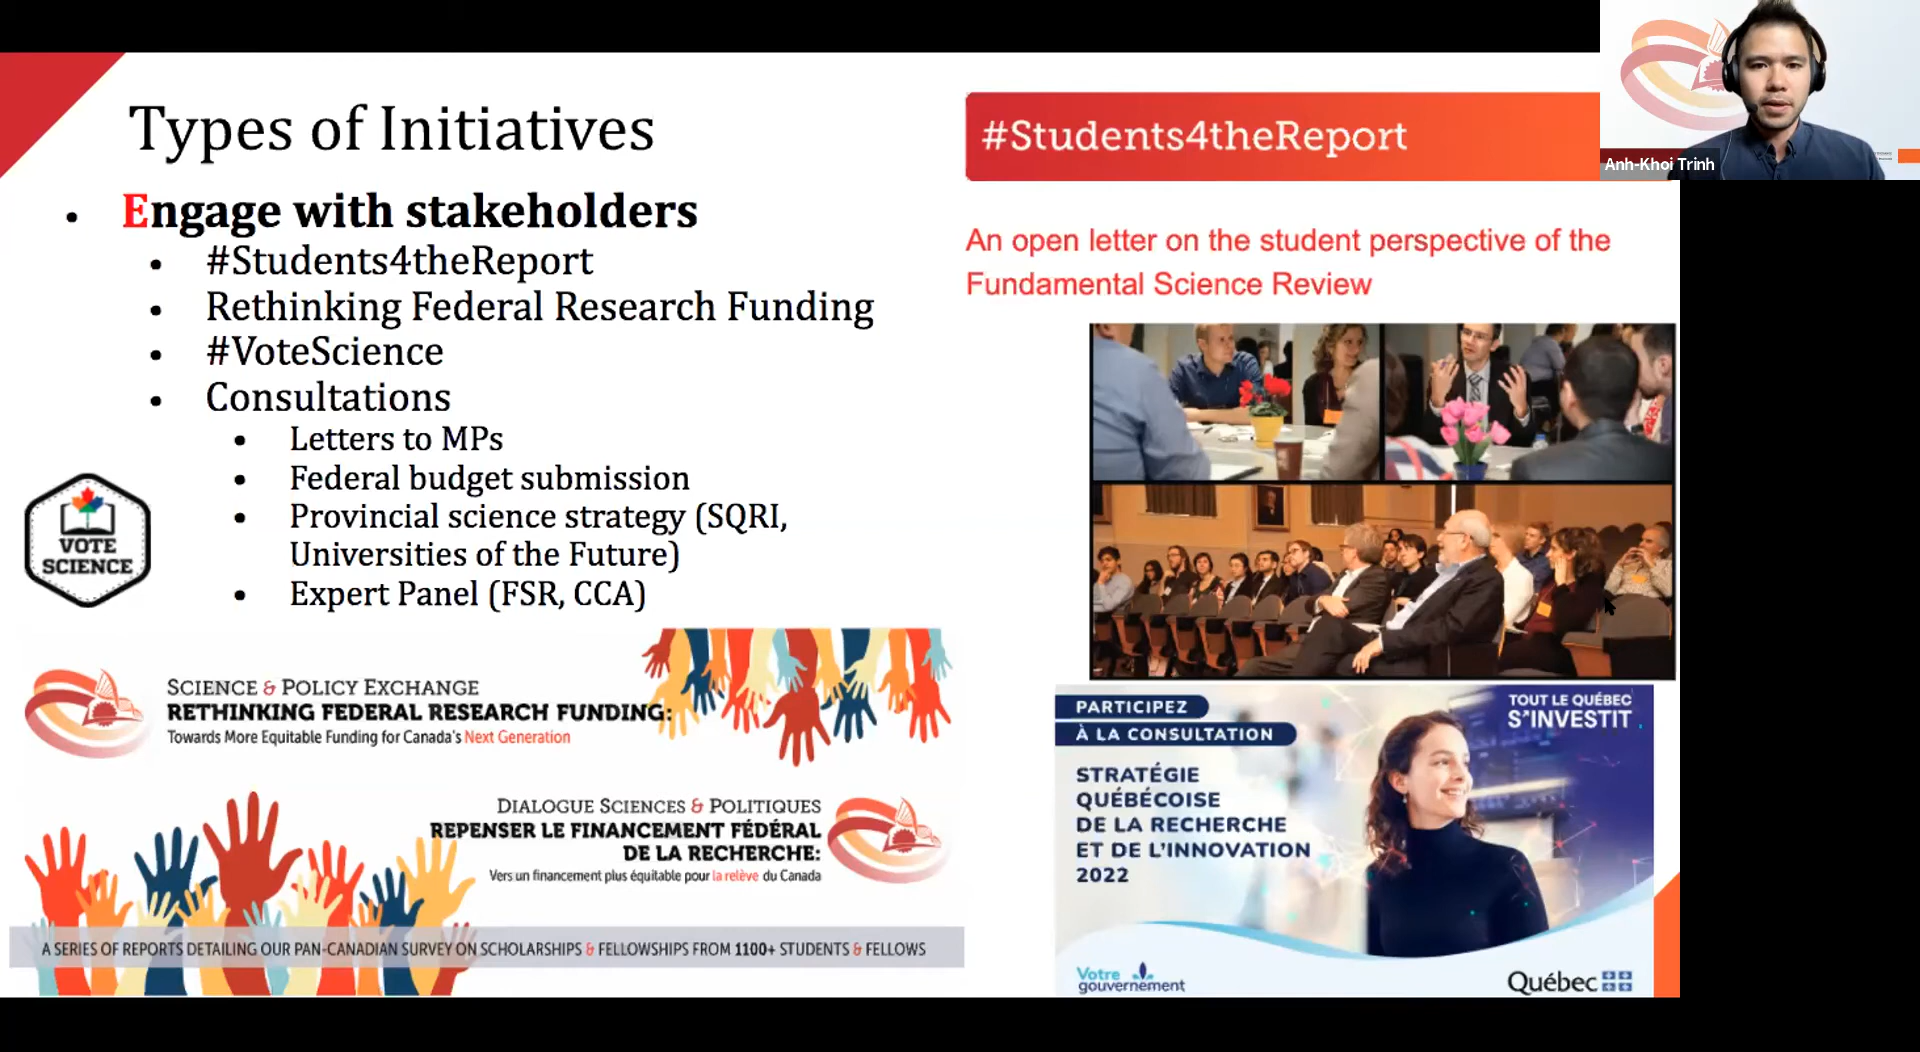 Types of Initiatives
• Engage with stakeholders
• #Students4theReport
• Rethinking Federal Research Funding
• #VoteScience
• Consultations
• Letters to MPs
• Federal budget submission
• Provincial science strategy (SQRI,
Universities of the Future)
• Expert Panel (FSR, CCA)
VOTE
SCIENCE
SCIENCE & POLICY EXCHANGE
RETHINKING FEDERAL RESEARCH FUNDING:
Towards More Equitable Funding for Canada's Next Generation
DIALOGUE SCIENCES & POLITIQUES
REPENSER LE FINANCEMENT FÉDÉRAL
DE LA RECHERCHE:
Vers un financement plus équitable pour la relève du Canada
A SERIES OF REPORTS DETAILING OUR PAN-CANADIAN SURVEY ON SCHOLARSHIPS & FELLOWSHIPS FROM 1100+ STUDENTS & FELLOWS
#Students4theReport
An open letter on the student perspective of the
Fundamental Science Review
PARTICIPEZ
À LA CONSULTATION
TOUT LE QUÉBEC
S'INVESTIT
STRATÉGIE
QUÉBÉCOISE
DE LA RECHERCHE
ET DE L'INNOVATION
2022
Votre
gouvernement
Québec
Anh-Khoi Trinh